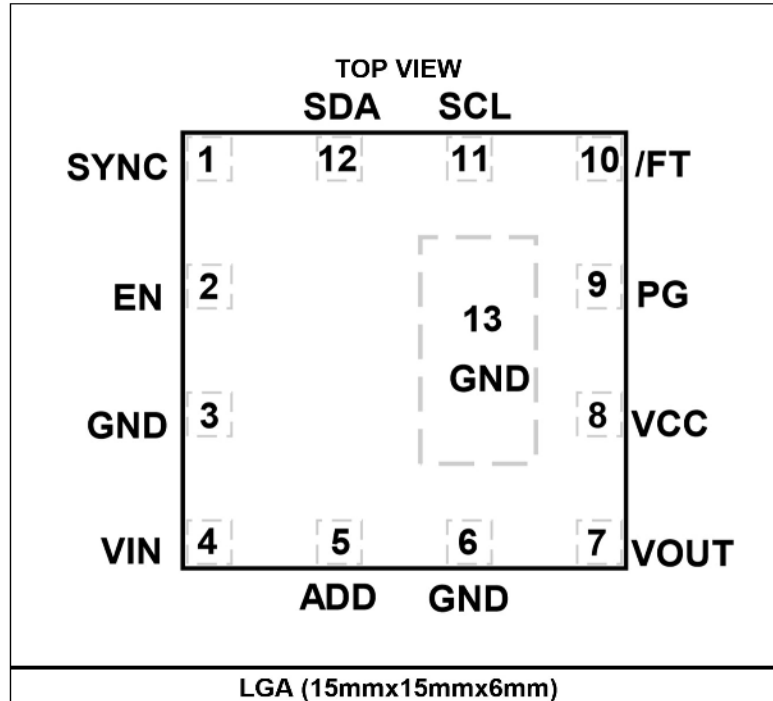 TOP VIEW
SDA SCL
SYNC 1 12 11 10 /FT
EN 2 9 PG
13
GND
GND 3 8 VCC
VIN 4 5 6 7 VOUT
ADD GND
LGA (15mmx15mmx6mm)